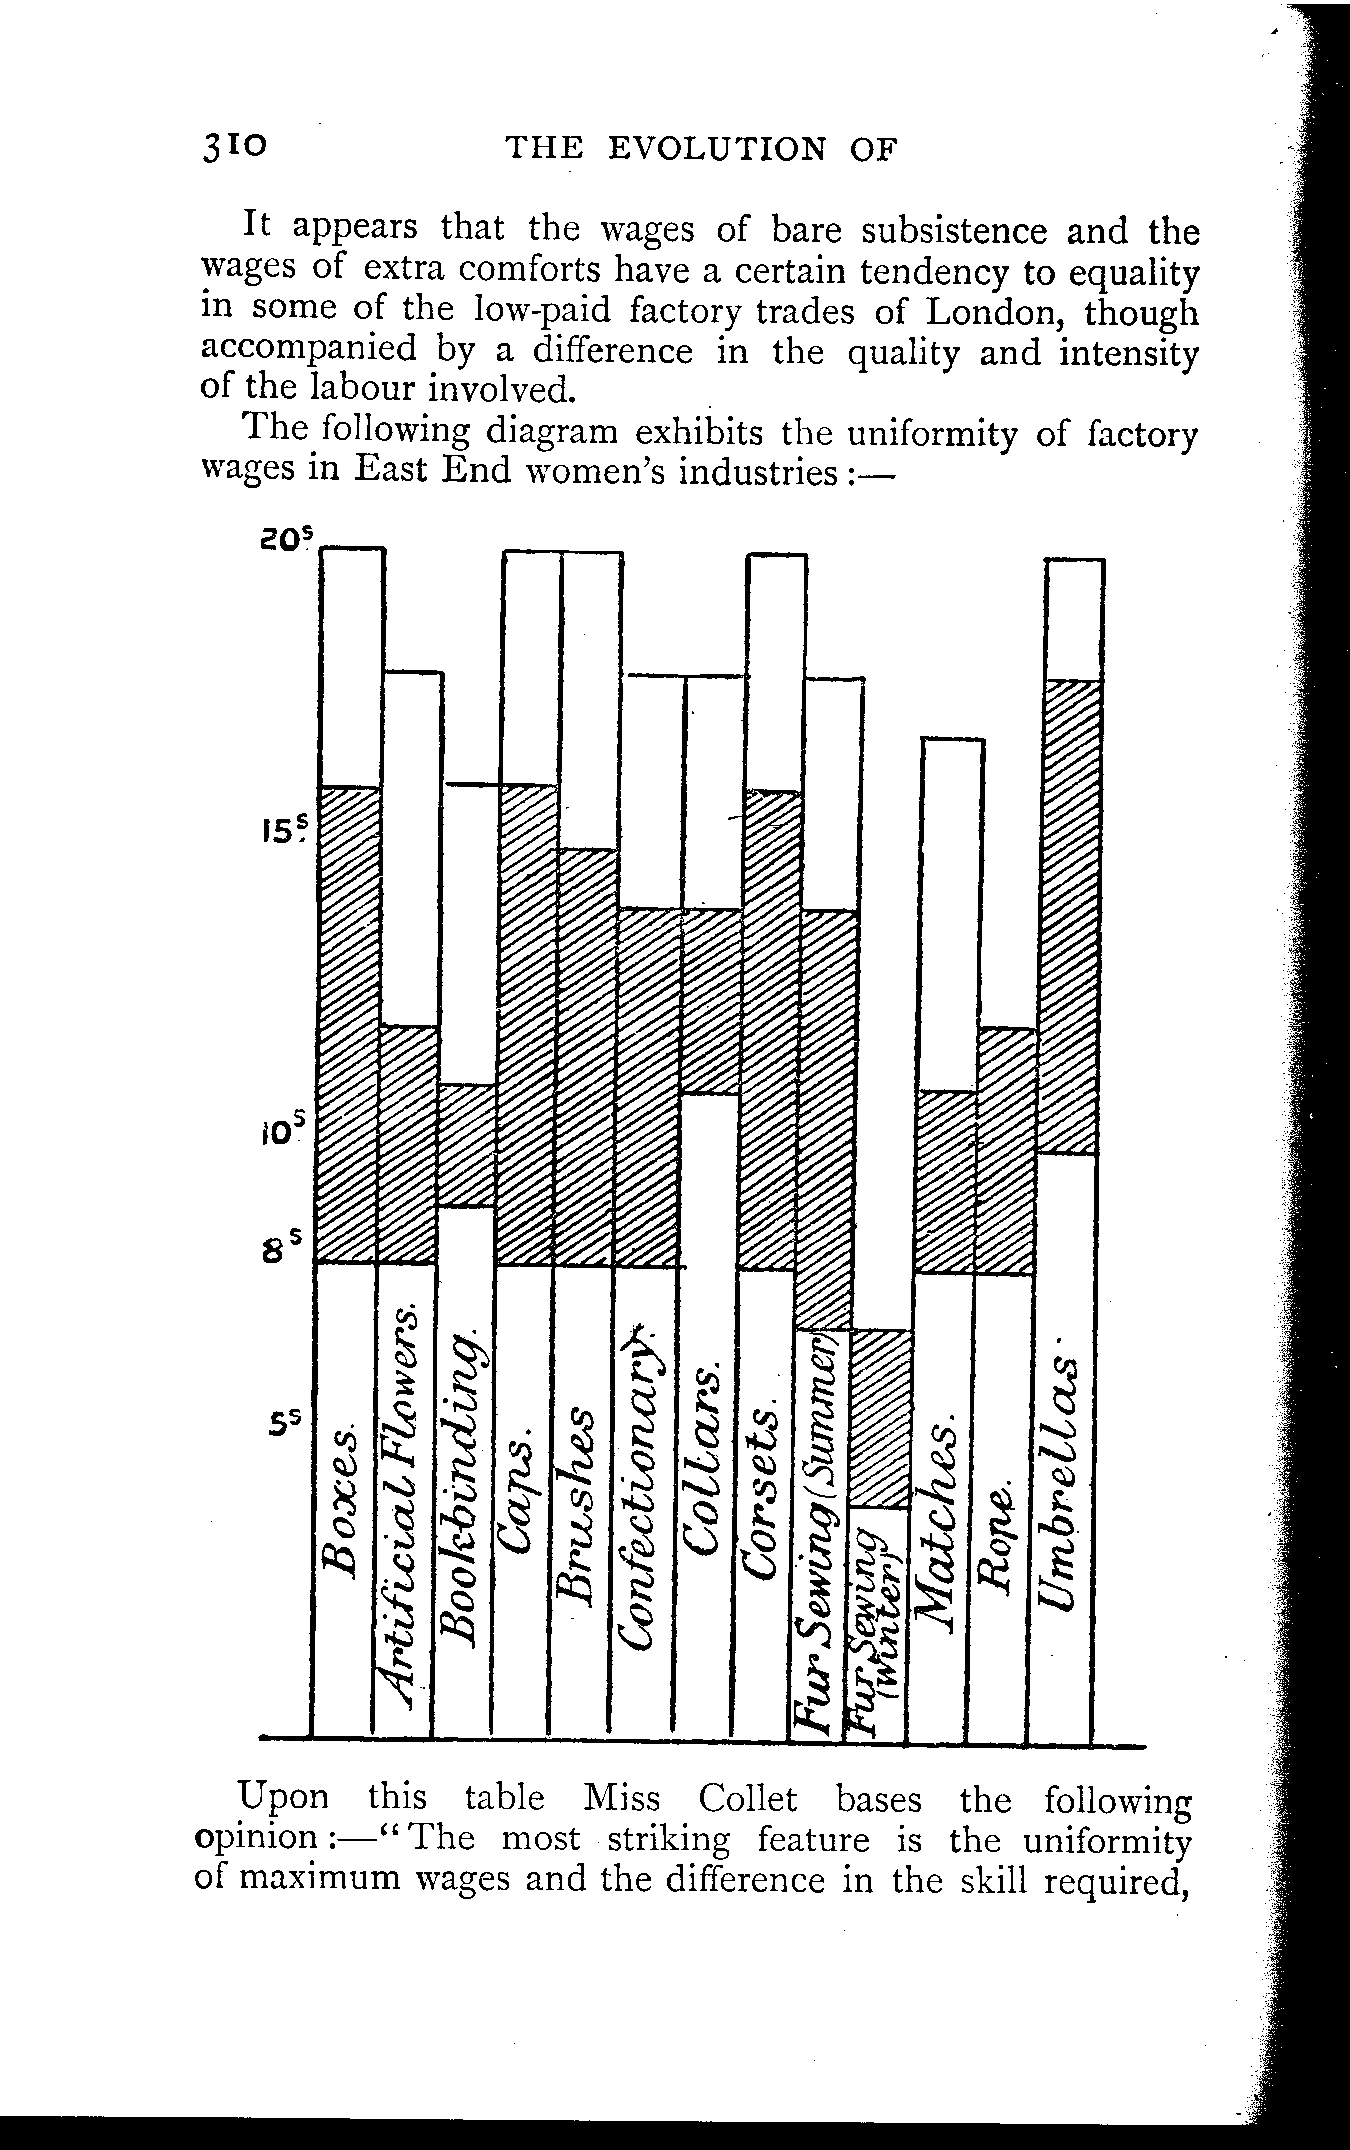 310 THE EVOLUTION OF
It appears that the wages of bare subsistence and the
wages of extra comforts have a certain tendency to equality
in some of the low-paid factory trades of London, though
accompanied by a difference in the quality and intensity
of the labour involved.
The following diagram exhibits the uniformity of factory
wages in East End women's industries :—
20s
15s
10s
8s
5s
Boxes.
Artificial Flowers.
Bookbinding.
Caps.
Brushes
Confectionary.
Collars.
Corsets.
Fur Sewing (Summer)
Fur Sewing
(Winter)
Matches.
Rope.
Umbrellas.
Upon this table Miss Collet bases the following
opinion :—“The most striking feature is the uniformity
of maximum wages and the difference in the skill required,